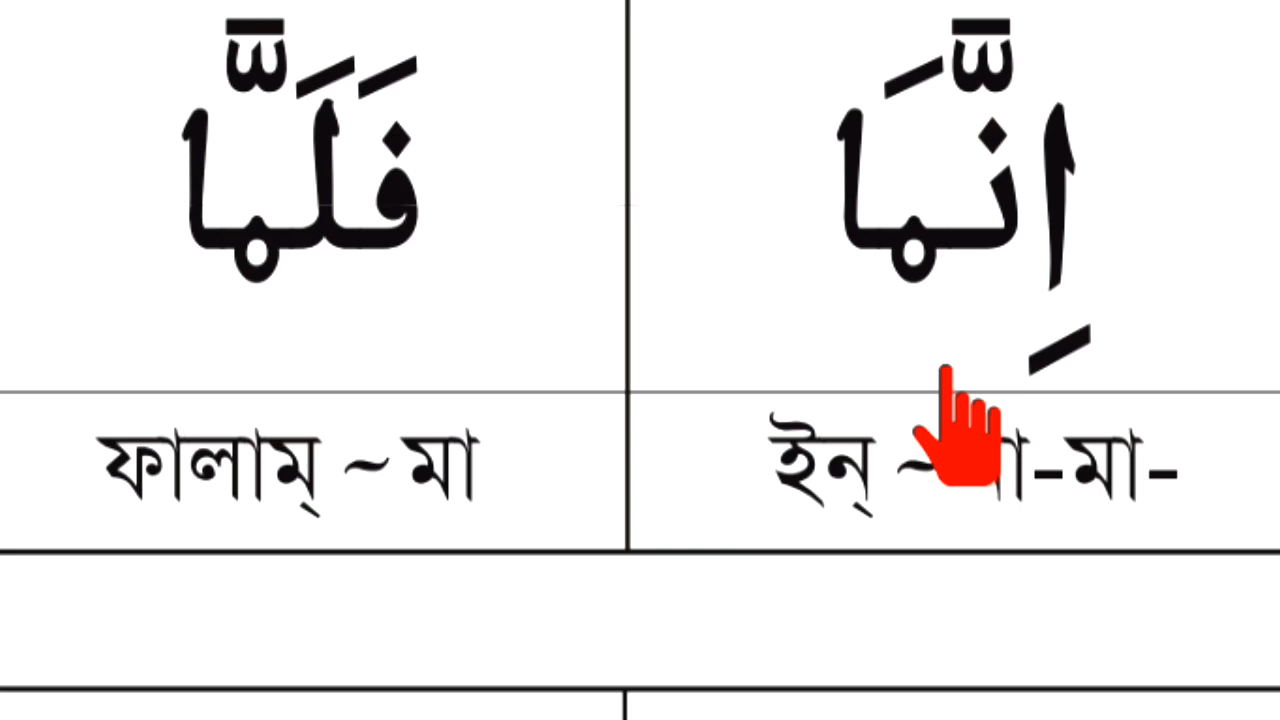 فَلَمَّا اِنَّمَا
ফালাম্ ~ মা ইন্ ~ -মা-